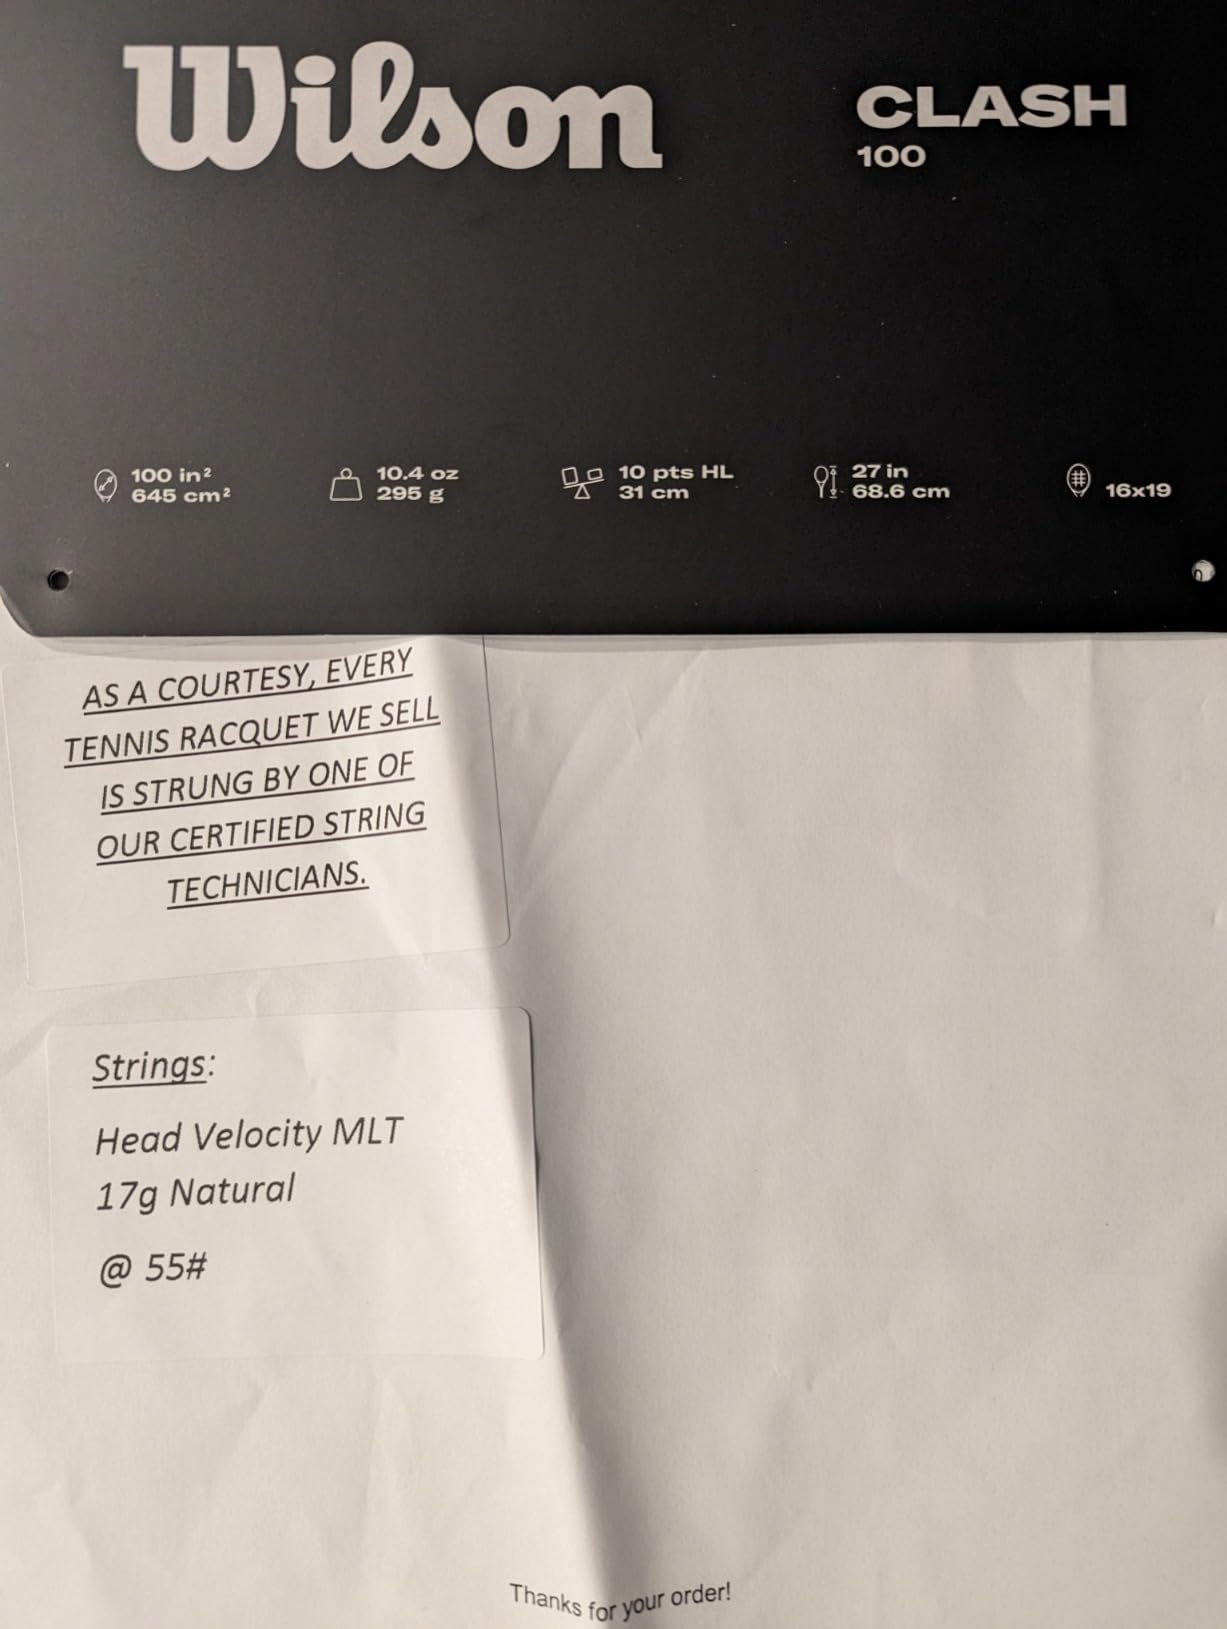 Wilson
CLASH
100
100 in²
645 cm²
10.4 oz
295 g
10 pts HL
31 cm
27 in
68.6 cm
16x19
AS A COURTESY, EVERY
TENNIS RACQUET WE SELL
IS STRUNG BY ONE OF
OUR CERTIFIED STRING
TECHNICIANS.
Strings:
Head Velocity MLT
17g Natural
@ 55#
Thanks for your order!